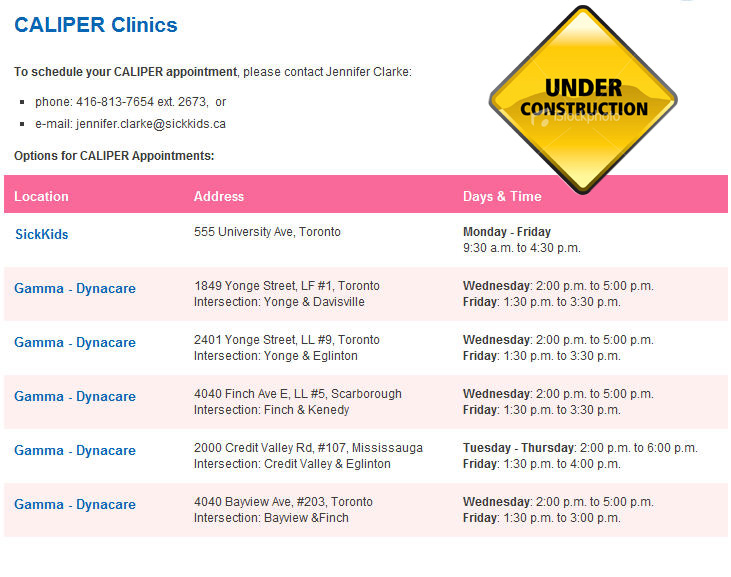 CALIPER Clinics
UNDER
CONSTRUCTION
iStockphoto
To schedule your CALIPER appointment, please contact Jennifer Clarke:
phone: 416-813-7654 ext. 2673, or
e-mail: jennifer.clarke@sickkids.ca
Options for CALIPER Appointments:
Location Address Days & Time
SickKids 555 University Ave, Toronto Monday - Friday
9:30 a.m. to 4:30 p.m.
Gamma - Dynacare 1849 Yonge Street, LF #1, Toronto Wednesday: 2:00 p.m. to 5:00 p.m.
Intersection: Yonge & Davisville Friday: 1:30 p.m. to 3:30 p.m.
Gamma - Dynacare 2401 Yonge Street, LL #9, Toronto Wednesday: 2:00 p.m. to 5:00 p.m.
Intersection: Yonge & Eglinton Friday: 1:30 p.m. to 3:30 p.m.
Gamma - Dynacare 4040 Finch Ave E, LL #5, Scarborough Wednesday: 2:00 p.m. to 5:00 p.m.
Intersection: Finch & Kenedy Friday: 1:30 p.m. to 3:30 p.m.
Gamma - Dynacare 2000 Credit Valley Rd, #107, Mississauga Tuesday - Thursday: 2:00 p.m. to 6:00 p.m.
Intersection: Credit Valley & Eglinton Friday: 1:30 p.m. to 4:00 p.m.
Gamma - Dynacare 4040 Bayview Ave, #203, Toronto Wednesday: 2:00 p.m. to 5:00 p.m.
Intersection: Bayview &Finch Friday: 1:30 p.m. to 3:00 p.m.